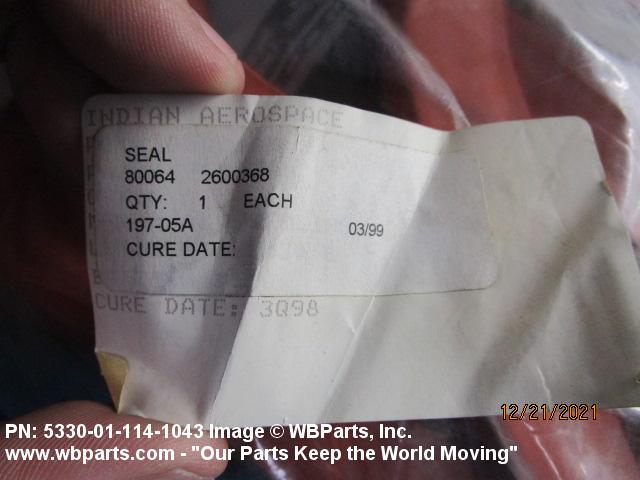 INDIAN AEROSPACE
SEAL
80064 2600368
QTY: 1 EACH
197-05A
03/99
CURE DATE:
CURE DATE: 3Q98
12/21/2021
PN: 5330-01-114-1043 Image © WBParts, Inc.
www.wbparts.com - "Our Parts Keep the World Moving"